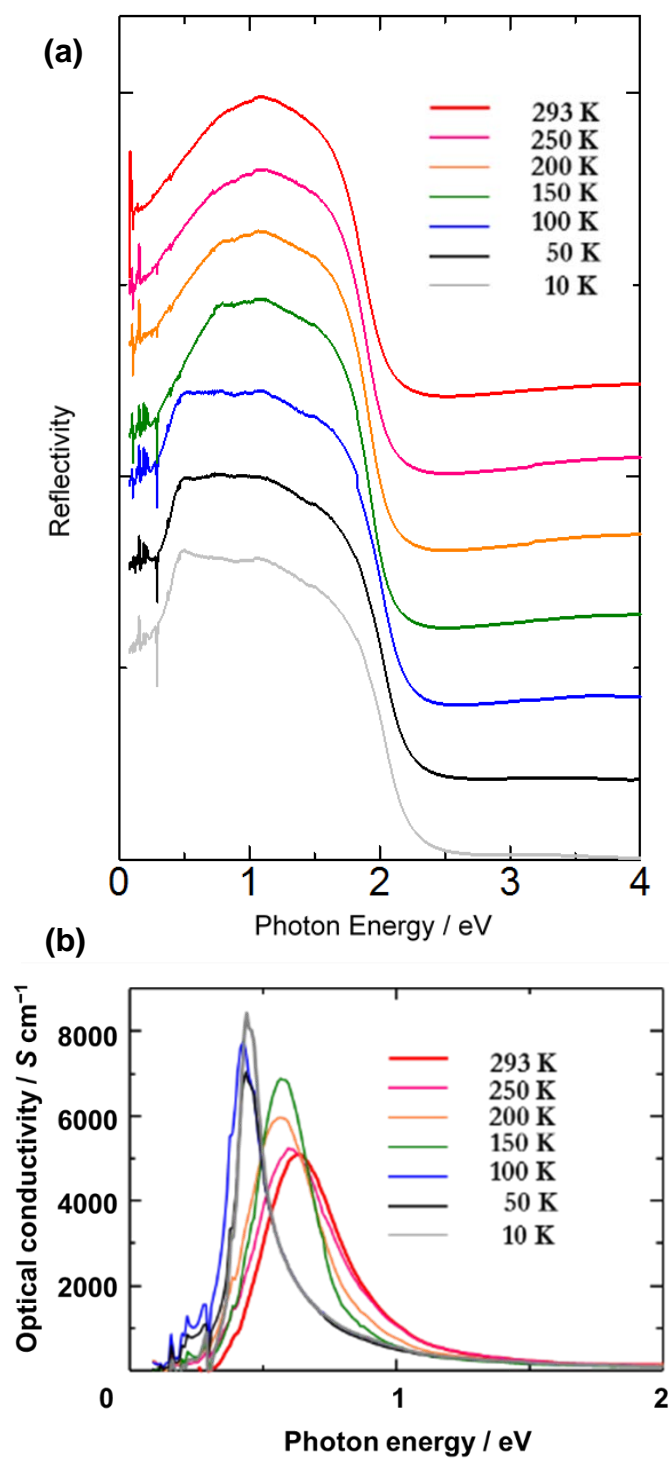 (a)
293 K
250 K
200 K
150 K
100 K
50 K
10 K
Reflectivity
0 1 2 3 4
Photon Energy / eV
(b)
8000
6000
4000
2000
293 K
250 K
200 K
150 K
100 K
50 K
10 K
Optical conductivity / S cm⁻¹
0 1 2
Photon energy / eV